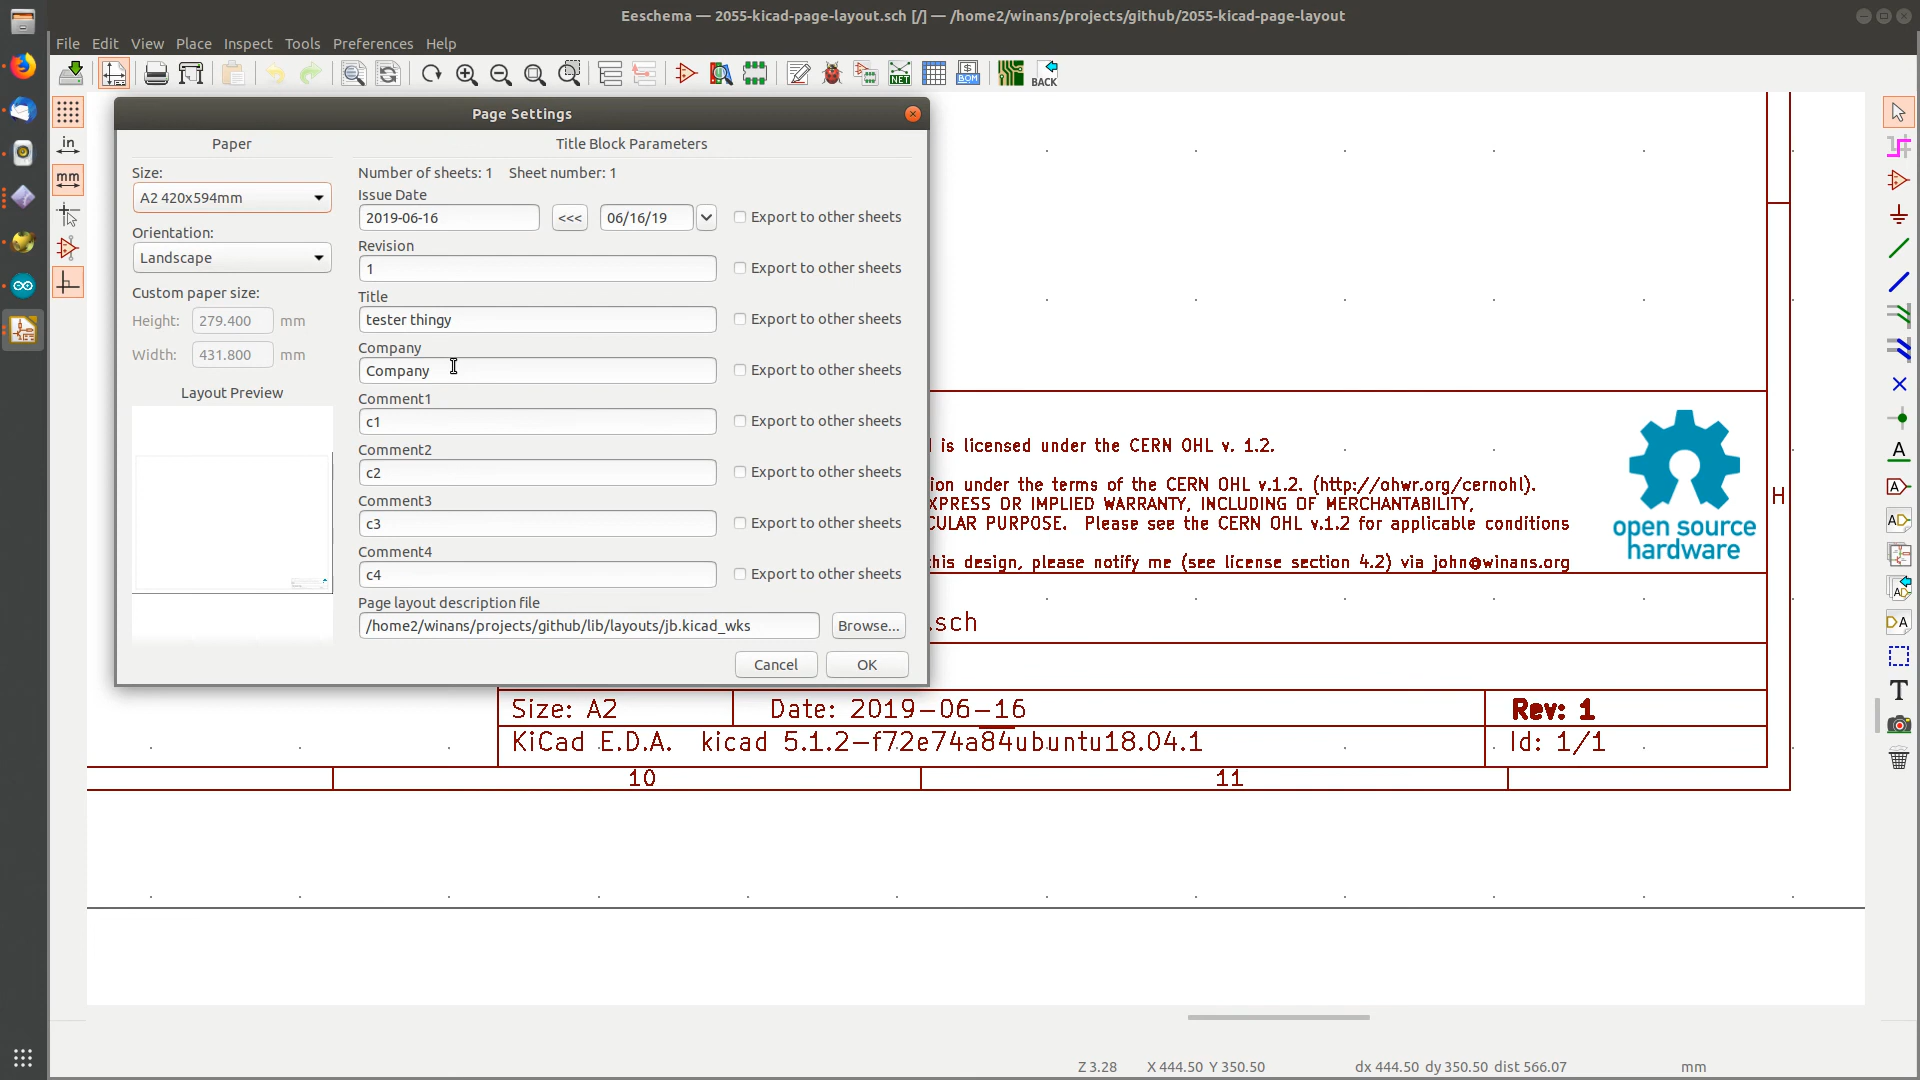 Eeschema — 2055-kicad-page-layout.sch [/] — /home2/winans/projects/github/2055-kicad-page-layout
File Edit View Place Inspect Tools Preferences Help
NET
BOM
BACK
in
mm
Page Settings
Paper
Title Block Parameters
Size:
A2 420x594mm
Orientation:
Landscape
Custom paper size:
Height: 279.400 mm
Width: 431.800 mm
Layout Preview
Number of sheets: 1 Sheet number: 1
Issue Date
2019-06-16 <<< 06/16/19 Export to other sheets
Revision
1 Export to other sheets
Title
tester thingy Export to other sheets
Company
Company Export to other sheets
Comment1
c1 Export to other sheets
Comment2
c2 Export to other sheets
Comment3
c3 Export to other sheets
Comment4
c4 Export to other sheets
Page layout description file
/home2/winans/projects/github/lib/layouts/jb.kicad_wks Browse...
Cancel OK
is licensed under the CERN OHL v. 1.2.
ion under the terms of the CERN OHL v.1.2. (http://ohwr.org/cernohl).
XPRESS OR IMPLIED WARRANTY, INCLUDING OF MERCHANTABILITY,
CULAR PURPOSE. Please see the CERN OHL v.1.2 for applicable conditions
his design, please notify me (see license section 4.2) via john@winans.org
open source
hardware
H
.sch
Size: A2 Date: 2019-06-16 Rev: 1
KiCad E.D.A. kicad 5.1.2-f72e74a84ubuntu18.04.1 Id: 1/1
10 11
A
A
AD
AD
A
DA
T
Z 3.28 X 444.50 Y 350.50 dx 444.50 dy 350.50 dist 566.07 mm